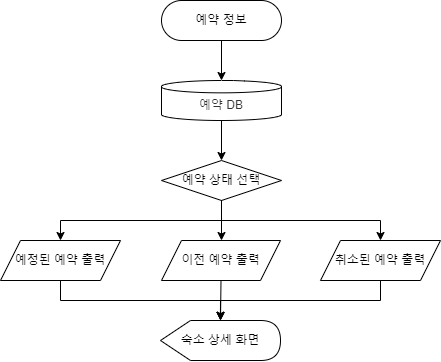 예약 정보
예약 DB
예약 상태 선택
예정된 예약 출력
이전 예약 출력
취소된 예약 출력
숙소 상세 화면